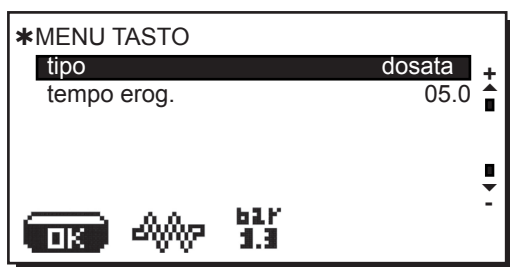 *MENU TASTO
tipo dosata
tempo erog. 05.0
+
-
OK
bar
1.3